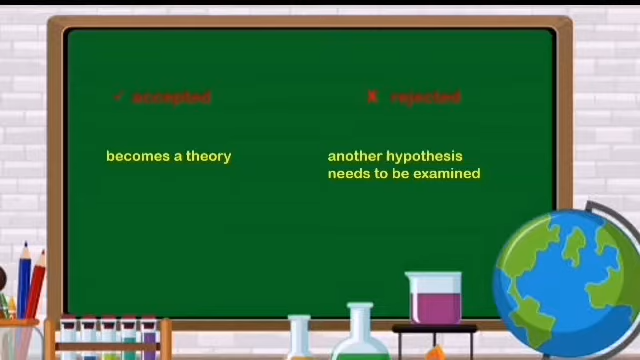 ✓ accepted
✗ rejected
becomes a theory
another hypothesis
needs to be examined